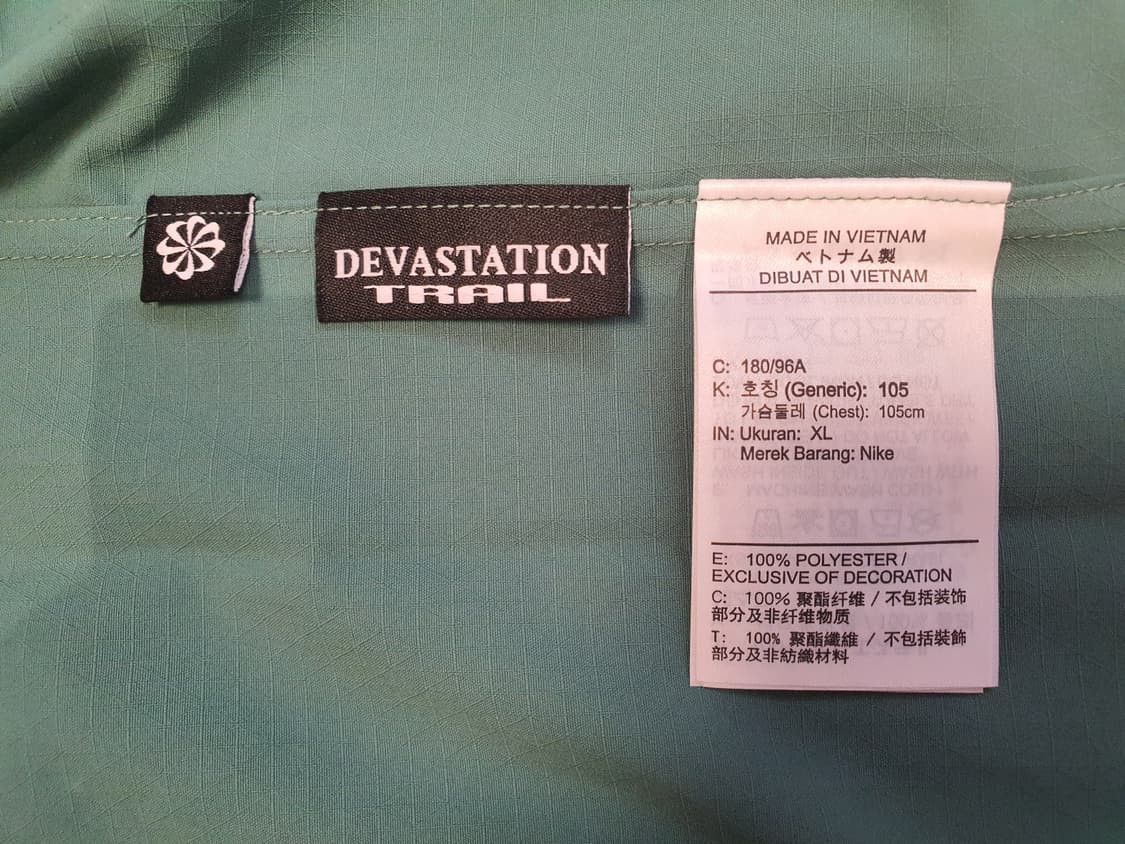 DEVASTATION
TRAIL
MADE IN VIETNAM
ベトナム製
DIBUAT DI VIETNAM
C: 180/96A
K: 호칭 (Generic): 105
가슴둘레 (Chest): 105cm
IN: Ukuran: XL
Merek Barang: Nike
E: 100% POLYESTER /
EXCLUSIVE OF DECORATION
C: 100% 聚酯纤维 / 不包括装饰
部分及非纤维物质
T: 100% 聚酯纖維 / 不包括裝飾
部分及非紡織材料